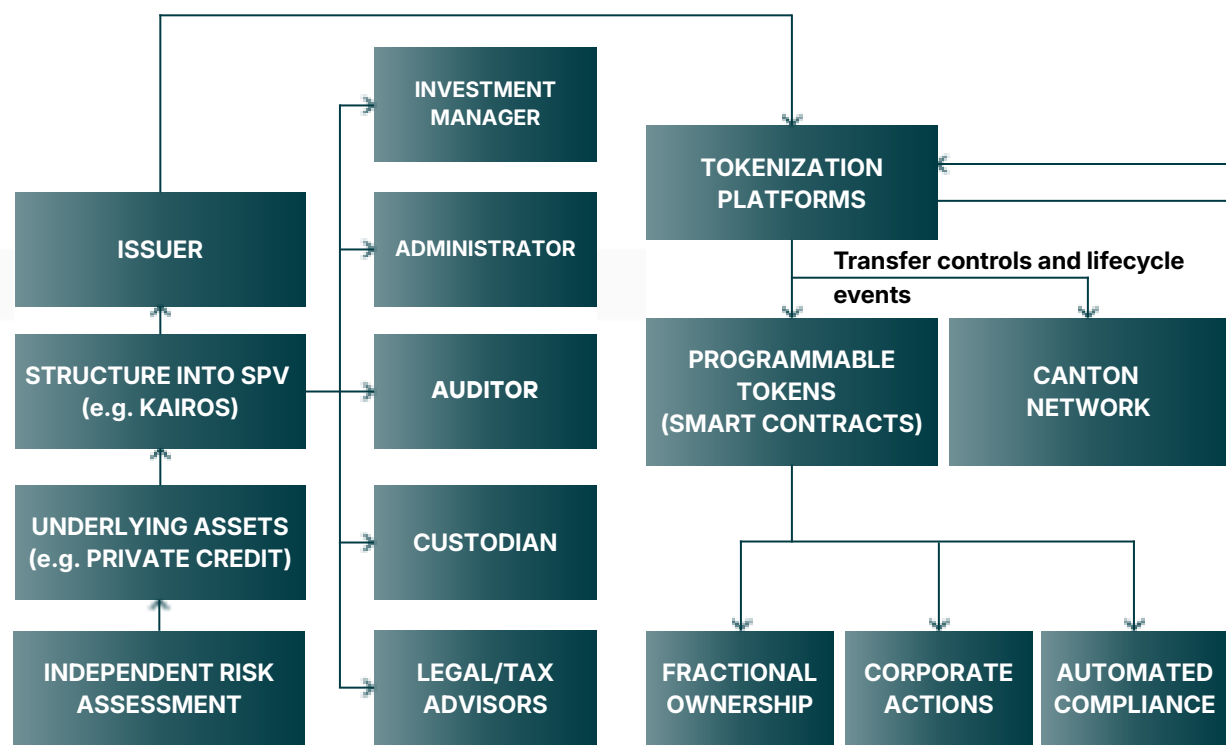 INVESTMENT
MANAGER
TOKENIZATION
PLATFORMS
ISSUER
ADMINISTRATOR
Transfer controls and lifecycle
events
STRUCTURE INTO SPV
(e.g. KAIROS)
AUDITOR
PROGRAMMABLE
TOKENS
(SMART CONTRACTS)
CANTON
NETWORK
UNDERLYING ASSETS
(e.g. PRIVATE CREDIT)
CUSTODIAN
INDEPENDENT RISK
ASSESSMENT
LEGAL/TAX
ADVISORS
FRACTIONAL
OWNERSHIP
CORPORATE
ACTIONS
AUTOMATED
COMPLIANCE